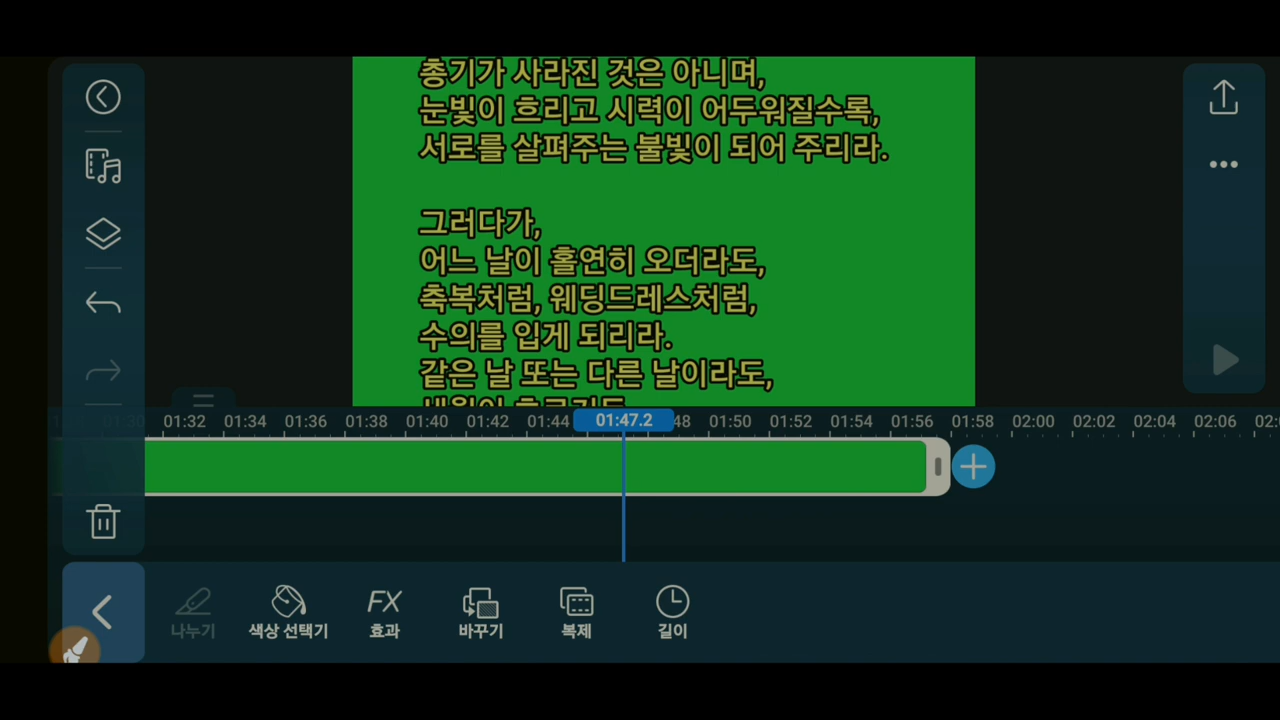 총기가 사라진 것은 아니며,
눈빛이 흐리고 시력이 어두워질수록,
서로를 살펴주는 불빛이 되어 주리라.
그러다가,
어느 날이 홀연히 오더라도,
축복처럼, 웨딩드레스처럼,
수의를 입게 되리라.
같은 날 또는 다른 날이라도,
01:30 01:32 01:34 01:36 01:38 01:40 01:42 01:44 01:47.2 48 01:50 01:52 01:54 01:56 01:58 02:00 02:02 02:04 02:06 02:0
FX
나누기 색상 선택기 효과 바꾸기 복제 길이